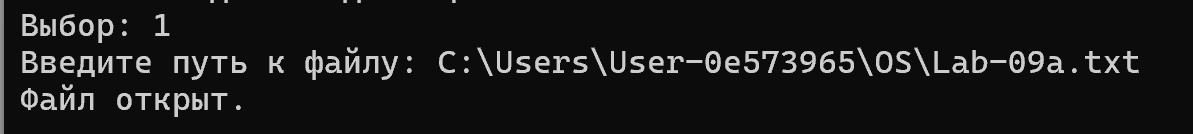 Выбор: 1
Введите путь к файлу: C:\Users\User-0e573965\OS\Lab-09a.txt
Файл открыт.